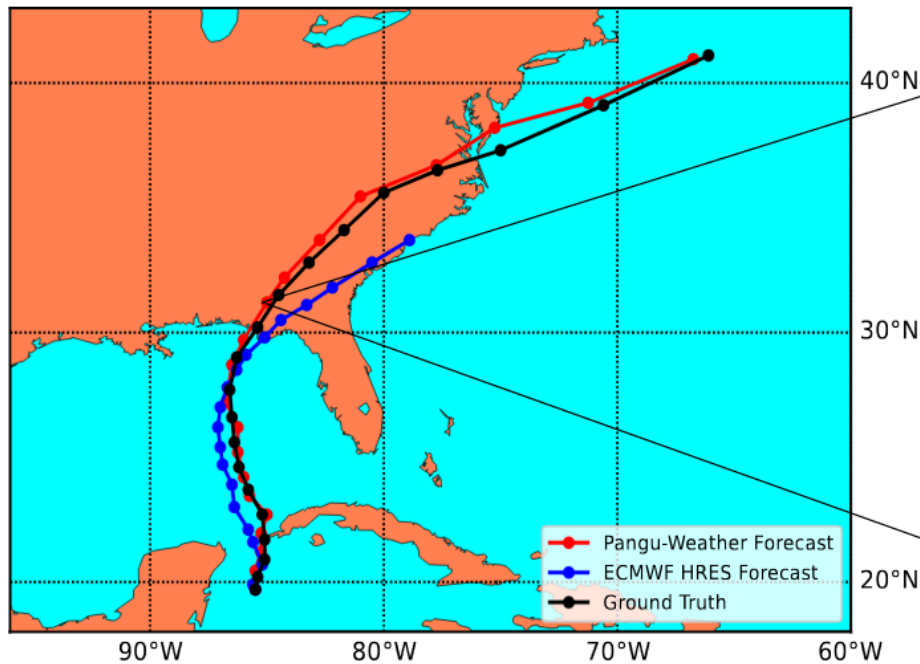 40°N
30°N
Pangu-Weather Forecast
ECMWF HRES Forecast
Ground Truth
20°N
90°W 80°W 70°W 60°W